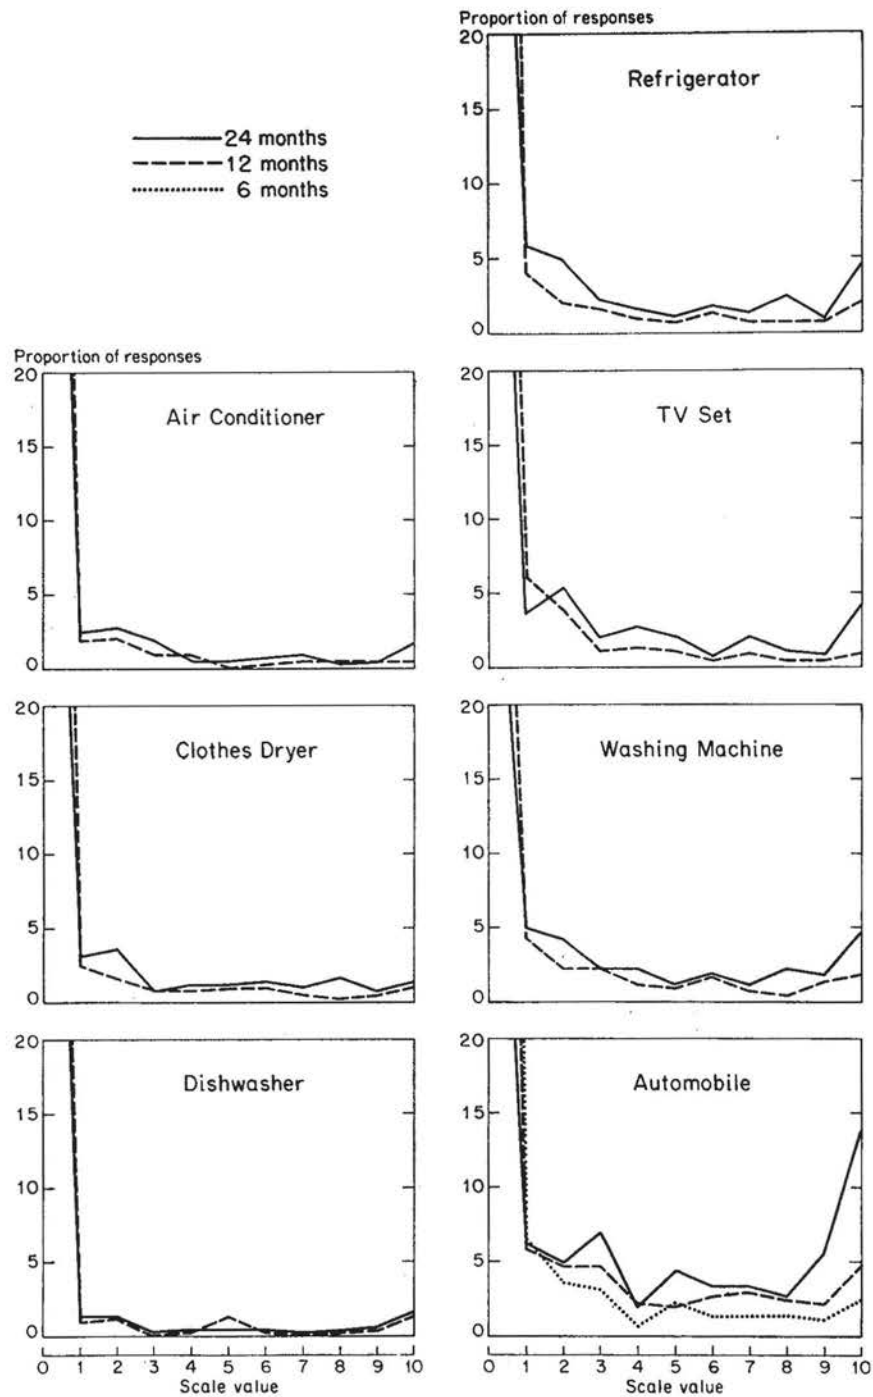 Proportion of responses
20
15
10
5
0
Refrigerator
24 months
12 months
6 months
Proportion of responses
20
15
10
5
0
Air Conditioner
20
15
10
5
0
TV Set
20
15
10
5
0
Clothes Dryer
20
15
10
5
0
Washing Machine
20
15
10
5
0
Dishwasher
0 1 2 3 4 5 6 7 8 9 10
Scale value
20
15
10
5
0
Automobile
0 1 2 3 4 5 6 7 8 9 10
Scale value